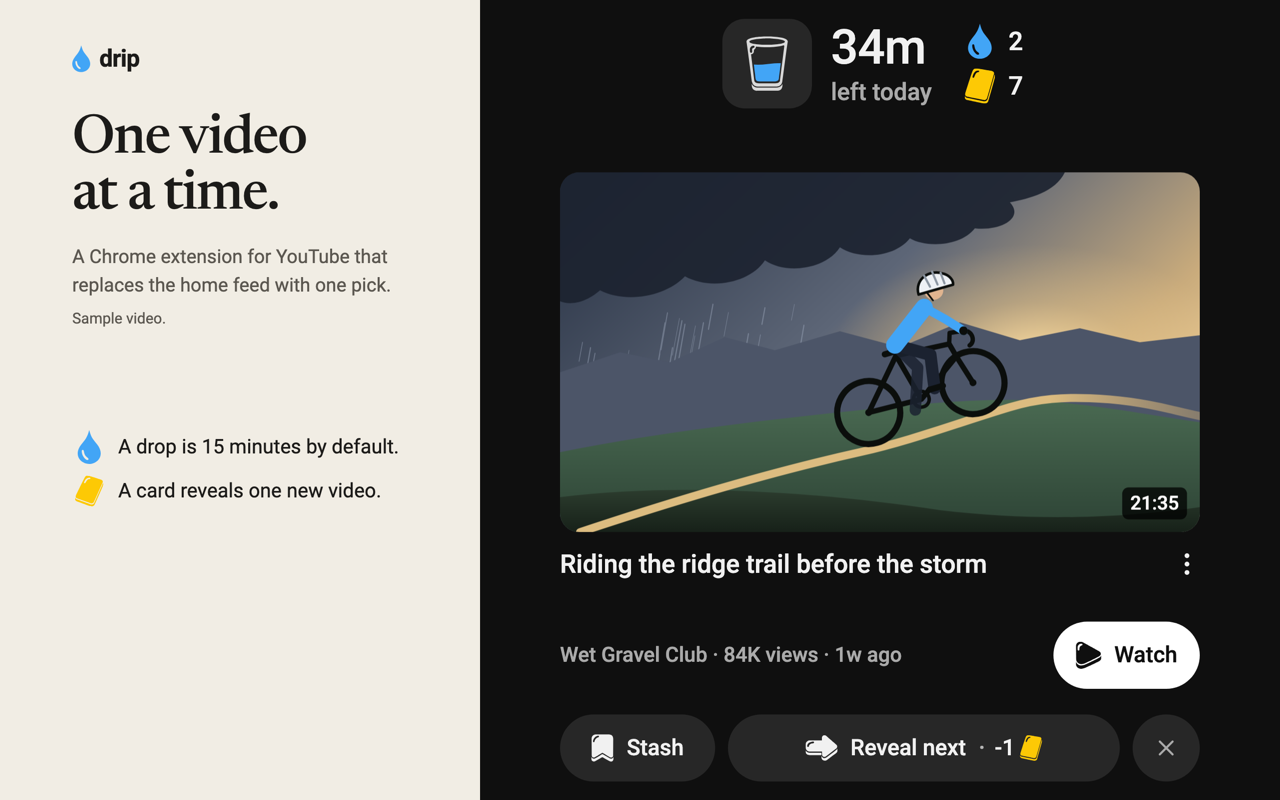 drip
One video
at a time.
A Chrome extension for YouTube that
replaces the home feed with one pick.
Sample video.
A drop is 15 minutes by default.
A card reveals one new video.
34m
left today
2
7
21:35
Riding the ridge trail before the storm
Wet Gravel Club · 84K views · 1w ago
Watch
Stash
Reveal next · -1